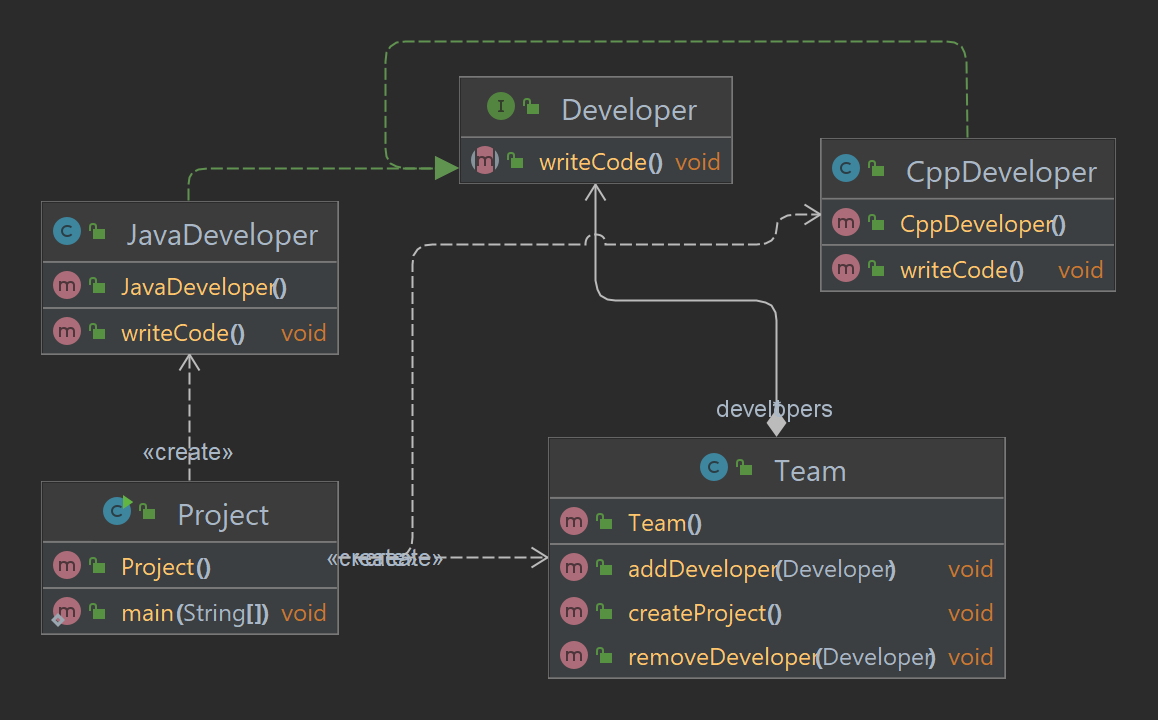 Developer
writeCode() void
CppDeveloper
CppDeveloper()
writeCode() void
JavaDeveloper
JavaDeveloper()
writeCode() void
developers
«create»
Team
Team()
addDeveloper(Developer) void
createProject() void
removeDeveloper(Developer) void
Project
Project()
main(String[]) void
«create»
«create»